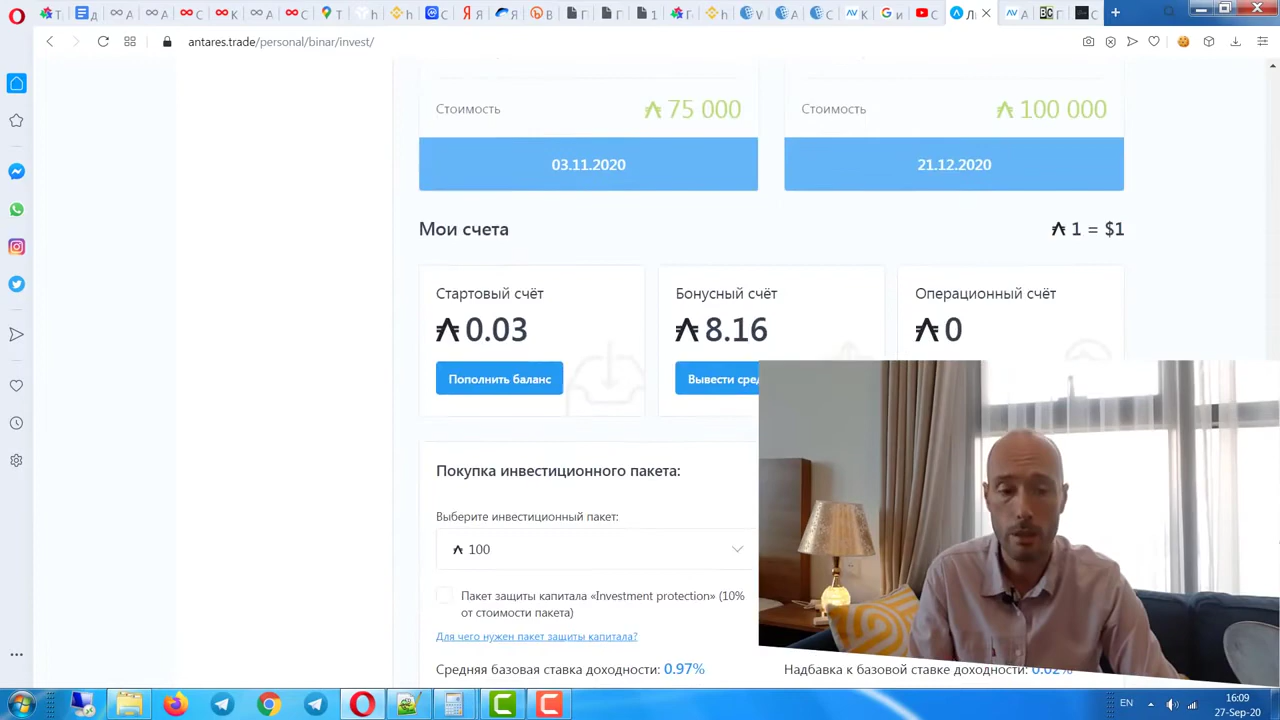 antares.trade/personal/binar/invest/
Стоимость
75 000
Стоимость
100 000
03.11.2020
21.12.2020
Мои счета
1 = $1
Стартовый счёт
0.03
Пополнить баланс
Бонусный счёт
8.16
Вывести
Операционный счёт
0
Покупка инвестиционного пакета:
Выберите инвестиционный пакет:
100
Пакет защиты капитала «Investment protection» (10%
от стоимости пакета)
Для чего нужен пакет защиты капитала?
Средняя базовая ставка доходности: 0.97%
Надбавка к базовой ставке доходности:
EN
16:09
27-Sep-20